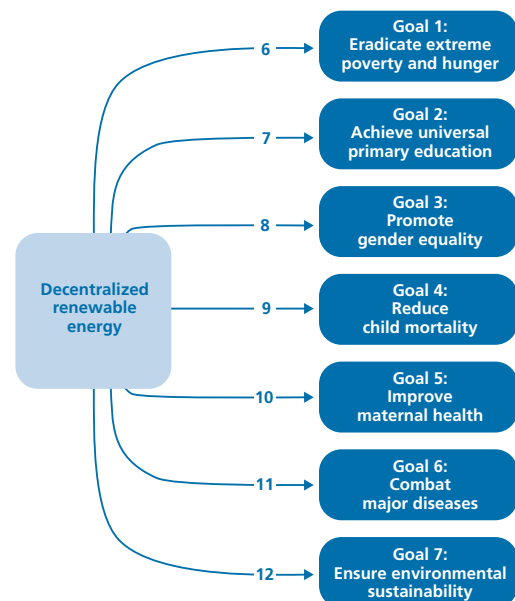 6
Goal 1:
Eradicate extreme
poverty and hunger
7
Goal 2:
Achieve universal
primary education
8
Goal 3:
Promote
gender equality
Decentralized
renewable
energy
9
Goal 4:
Reduce
child mortality
10
Goal 5:
Improve
maternal health
11
Goal 6:
Combat
major diseases
12
Goal 7:
Ensure environmental
sustainability